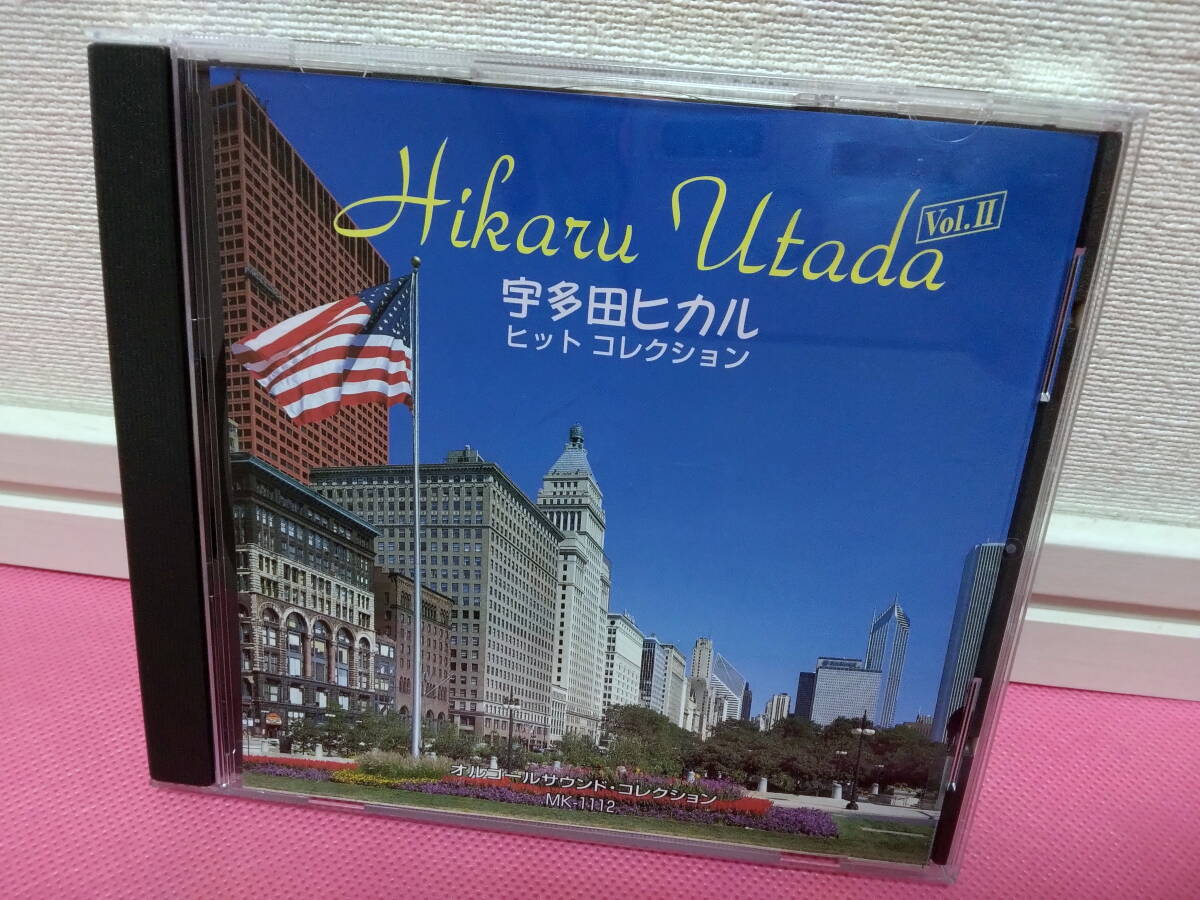 Hikaru Utada Vol. II
宇多田ヒカル
ヒット コレクション
オルゴールサウンド・コレクション
MK-1112